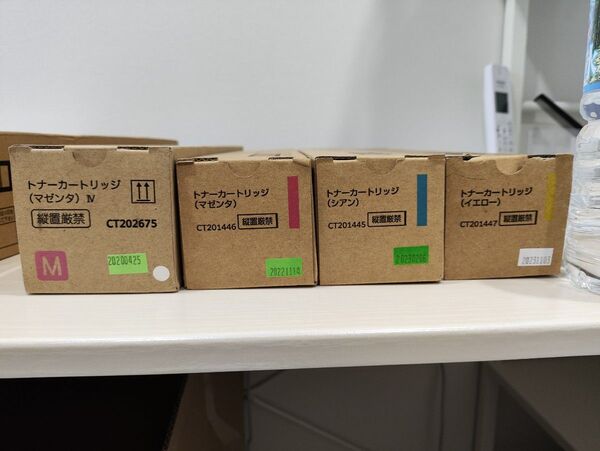 トナーカートリッジ
（マゼンタ）Ⅳ
縦置厳禁 CT202675
M
20200425
トナーカートリッジ
（マゼンタ）
CT201446 縦置厳禁
20221114
トナーカートリッジ
（シアン）
CT201445 縦置厳禁
20230206
トナーカートリッジ
（イエロー）
CT201447 縦置厳禁
20231103